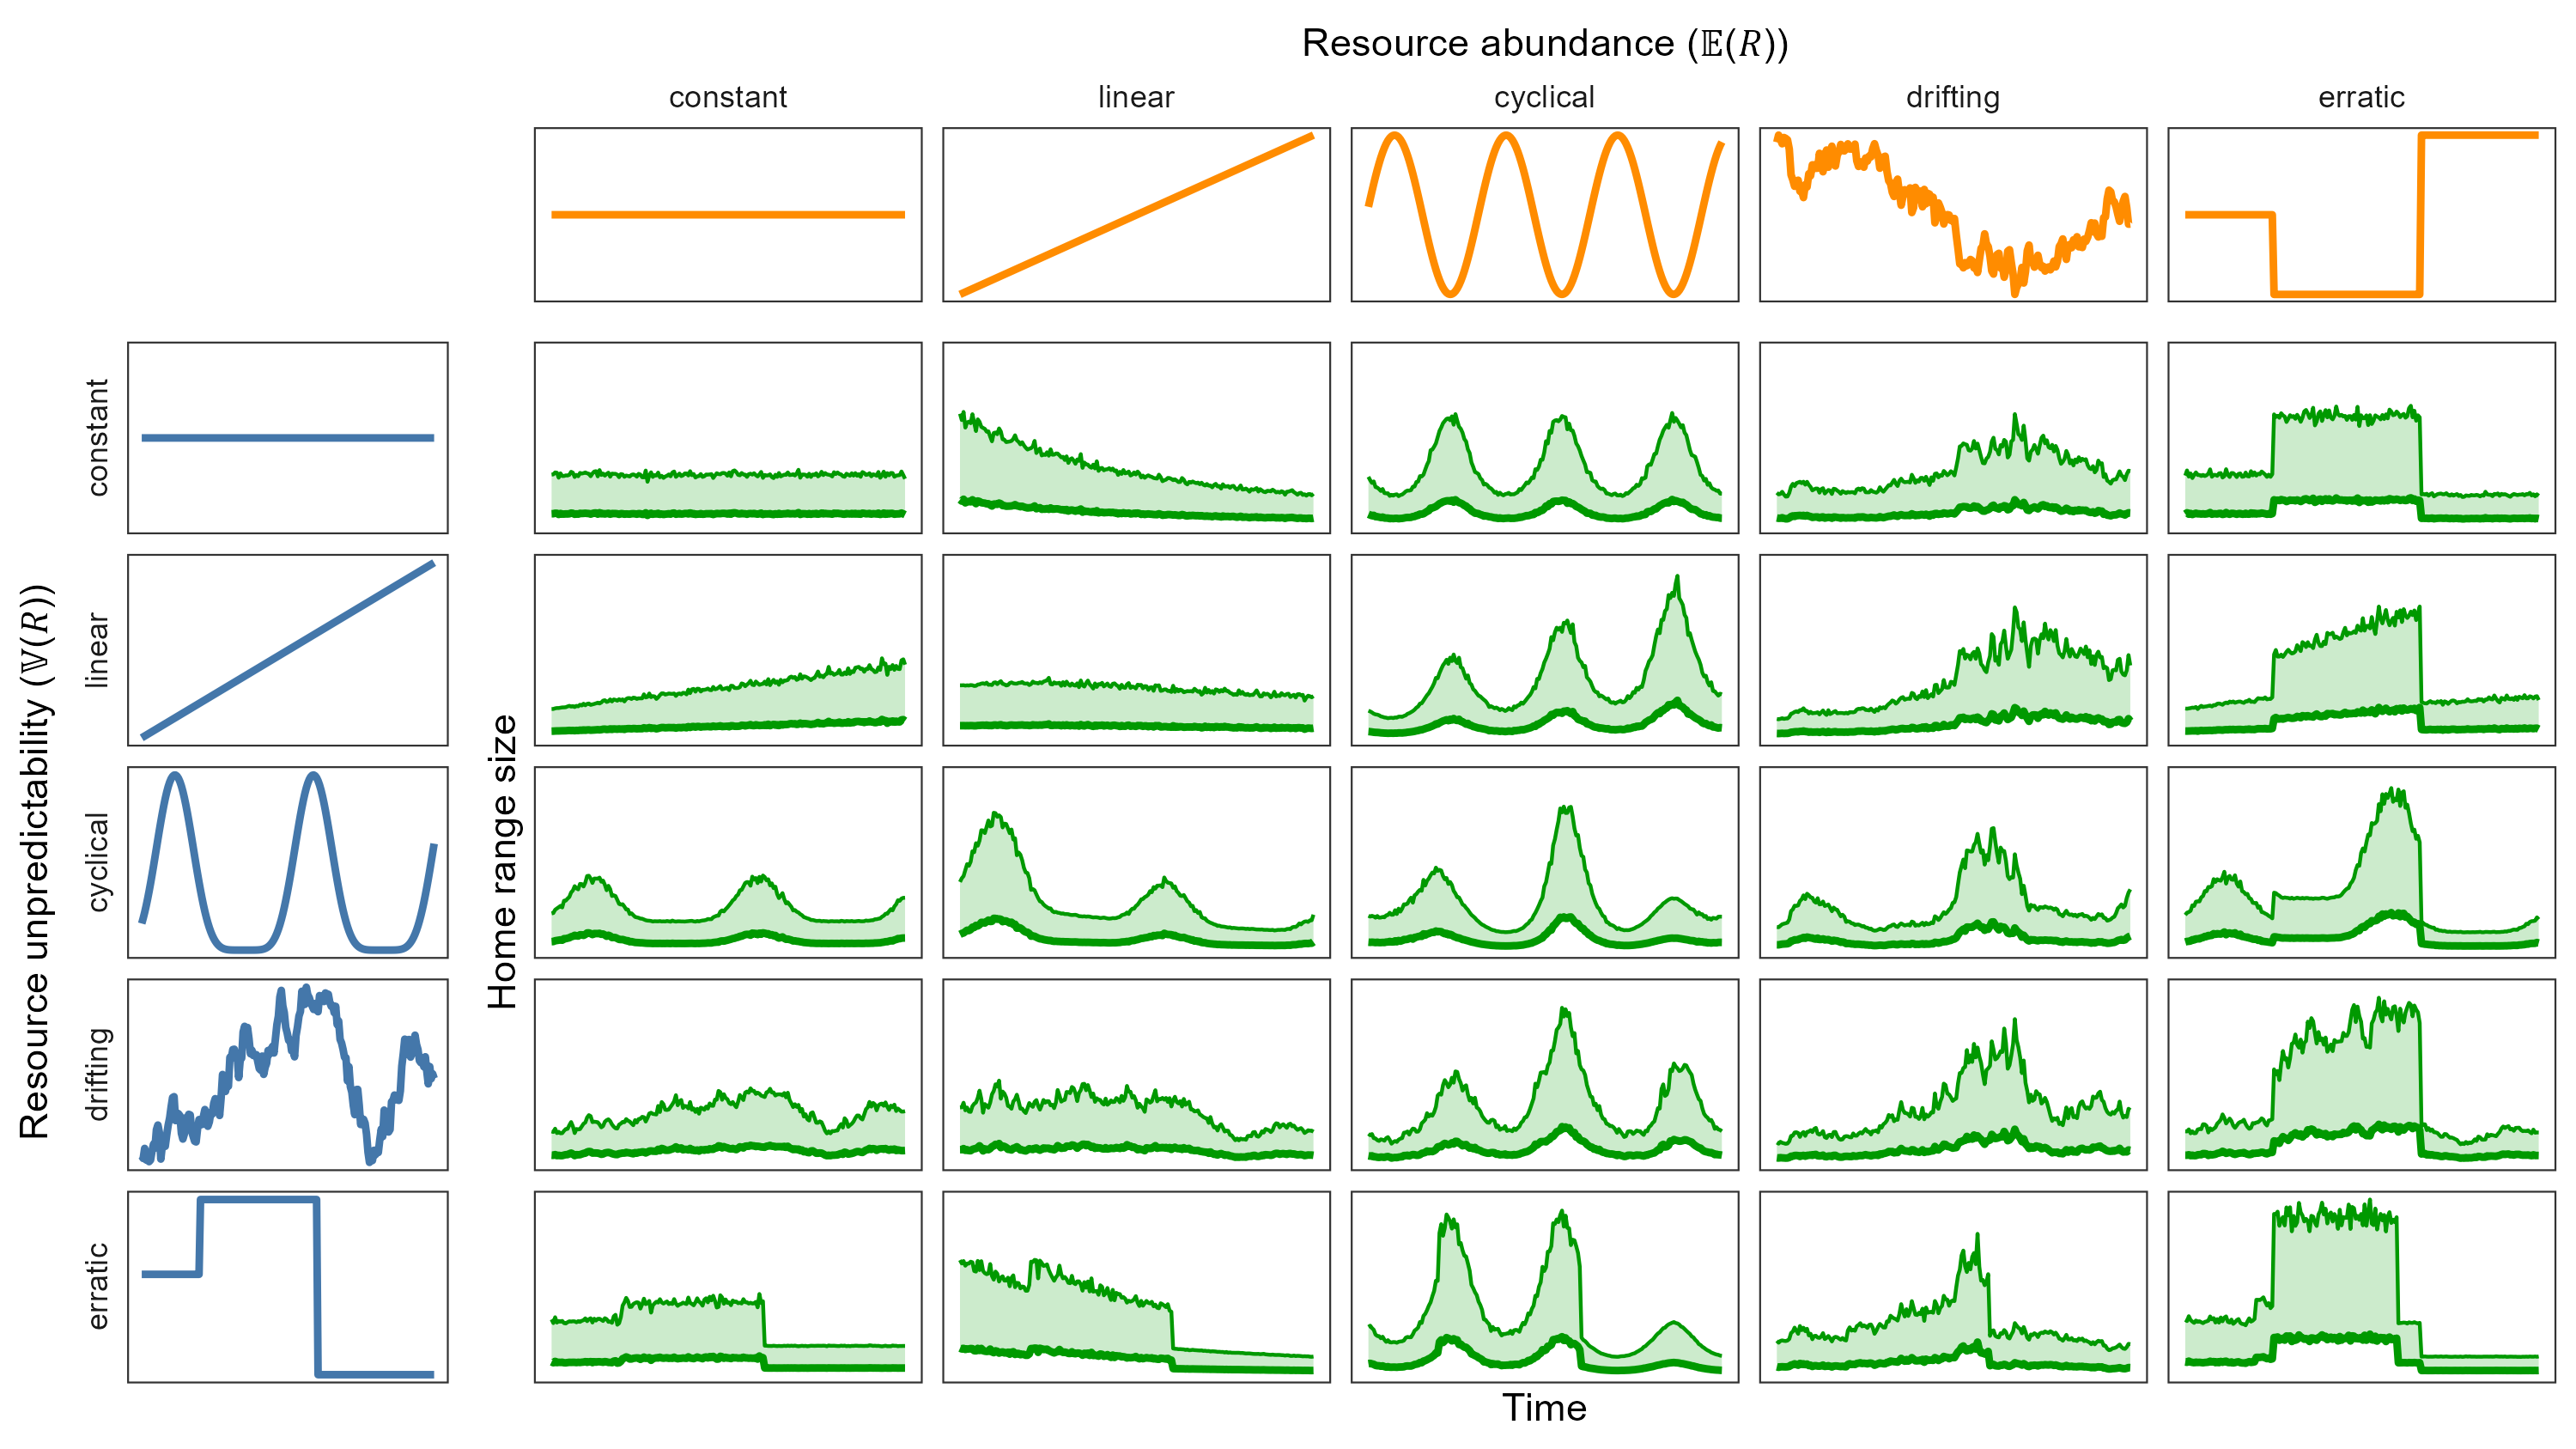 Resource abundance (𝔼(R))
constant
linear
cyclical
drifting
erratic
Resource unpredictability (𝕍(R))
constant
linear
cyclical
drifting
erratic
Home range size
Time